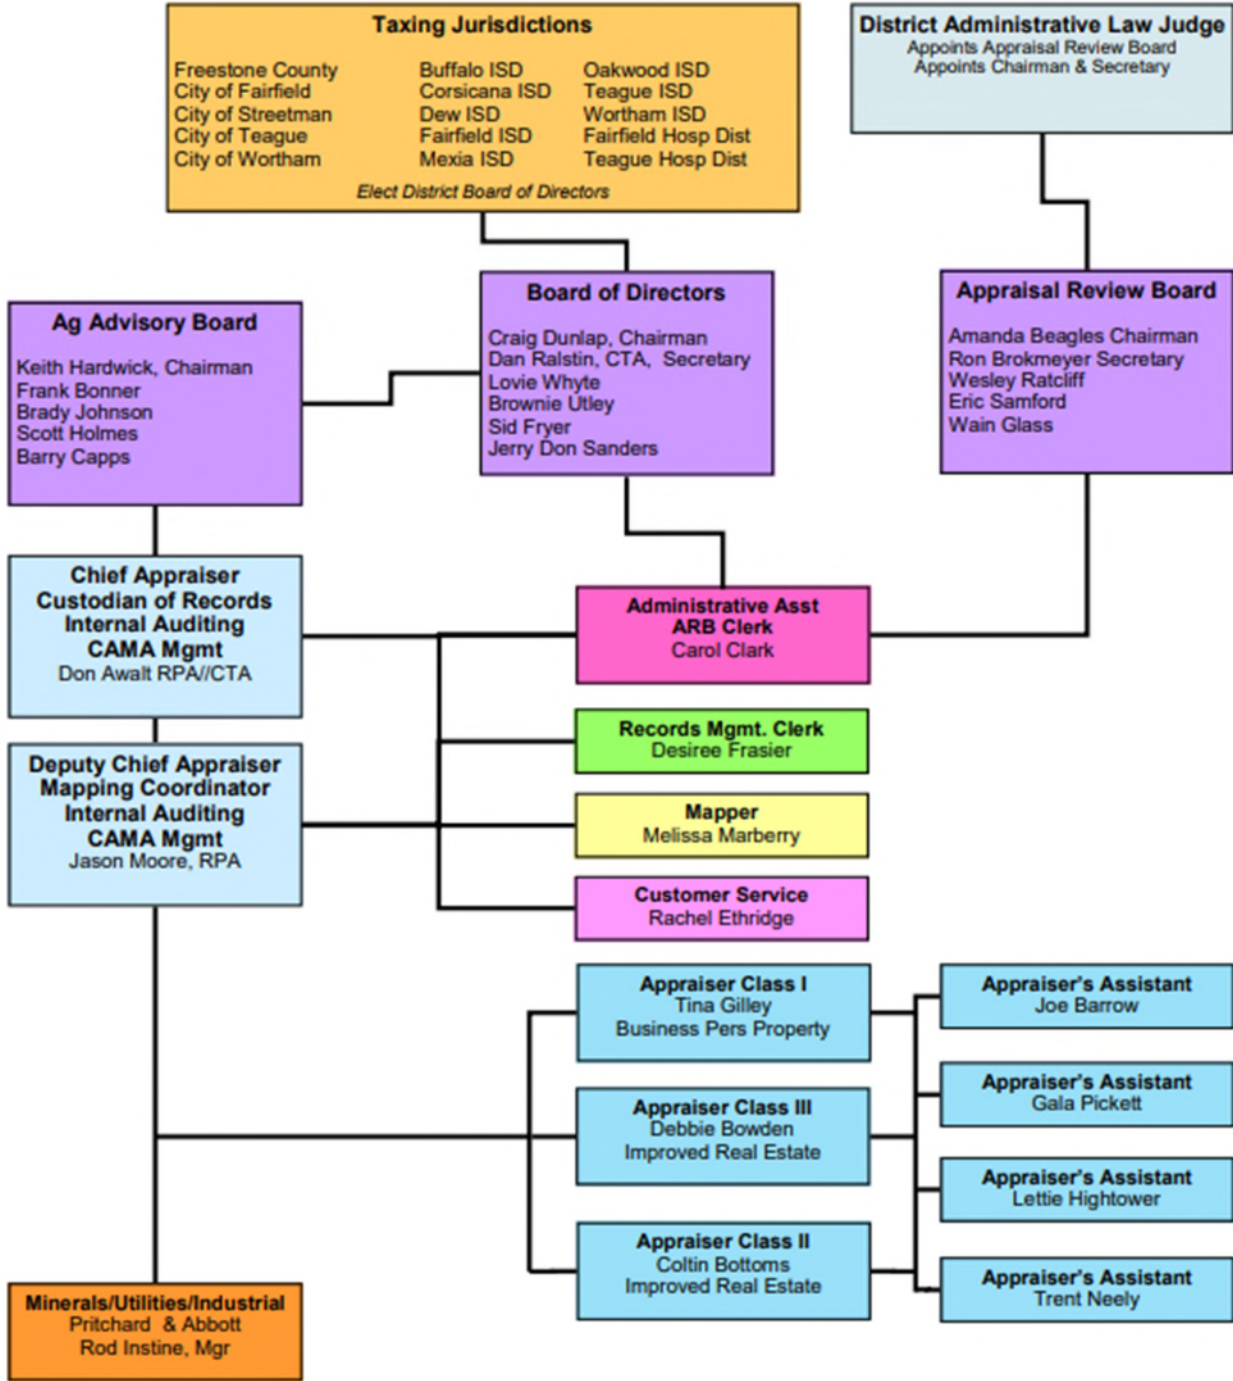 Taxing Jurisdictions
Freestone County Buffalo ISD Oakwood ISD
City of Fairfield Corsicana ISD Teague ISD
City of Streetman Dew ISD Wortham ISD
City of Teague Fairfield ISD Fairfield Hosp Dist
City of Wortham Mexia ISD Teague Hosp Dist
Elect District Board of Directors
District Administrative Law Judge
Appoints Appraisal Review Board
Appoints Chairman & Secretary
Ag Advisory Board
Keith Hardwick, Chairman
Frank Bonner
Brady Johnson
Scott Holmes
Barry Capps
Board of Directors
Craig Dunlap, Chairman
Dan Ralstin, CTA, Secretary
Lovie Whyte
Brownie Utley
Sid Fryer
Jerry Don Sanders
Appraisal Review Board
Amanda Beagles Chairman
Ron Brokmeyer Secretary
Wesley Ratcliff
Eric Samford
Wain Glass
Chief Appraiser
Custodian of Records
Internal Auditing
CAMA Mgmt
Don Awalt RPA//CTA
Administrative Asst
ARB Clerk
Carol Clark
Records Mgmt. Clerk
Desiree Frasier
Deputy Chief Appraiser
Mapping Coordinator
Internal Auditing
CAMA Mgmt
Jason Moore, RPA
Mapper
Melissa Marberry
Customer Service
Rachel Ethridge
Appraiser Class I
Tina Gilley
Business Pers Property
Appraiser Class III
Debbie Bowden
Improved Real Estate
Appraiser Class II
Coltin Bottoms
Improved Real Estate
Appraiser's Assistant
Joe Barrow
Appraiser's Assistant
Gala Pickett
Appraiser's Assistant
Lettie Hightower
Appraiser's Assistant
Trent Neely
Minerals/Utilities/Industrial
Pritchard & Abbott
Rod Instine, Mgr